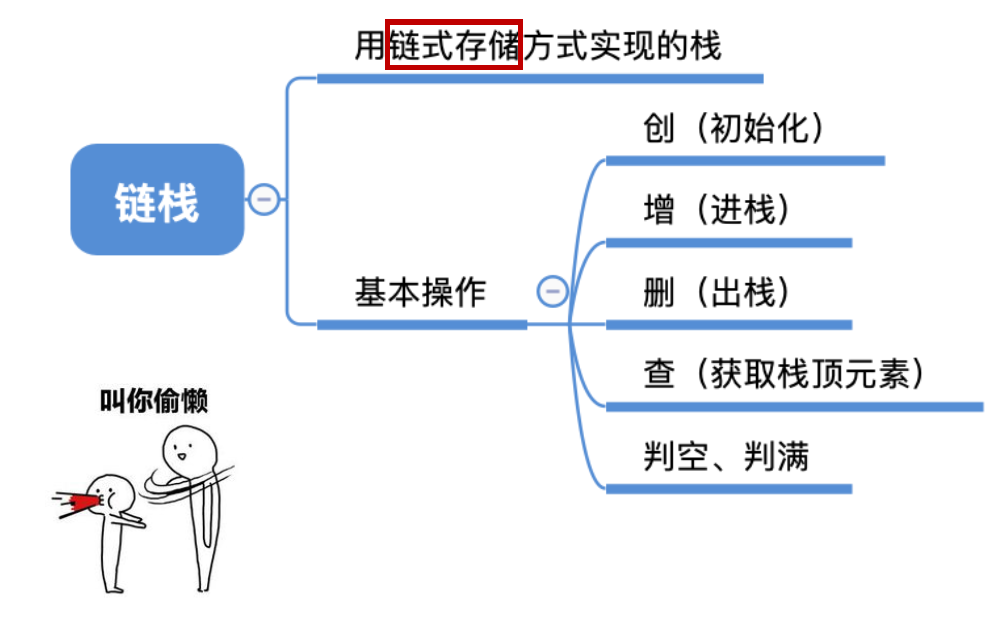 用链式存储方式实现的栈
创（初始化）
增（进栈）
链栈
基本操作
删（出栈）
查（获取栈顶元素）
叫你偷懒
判空、判满